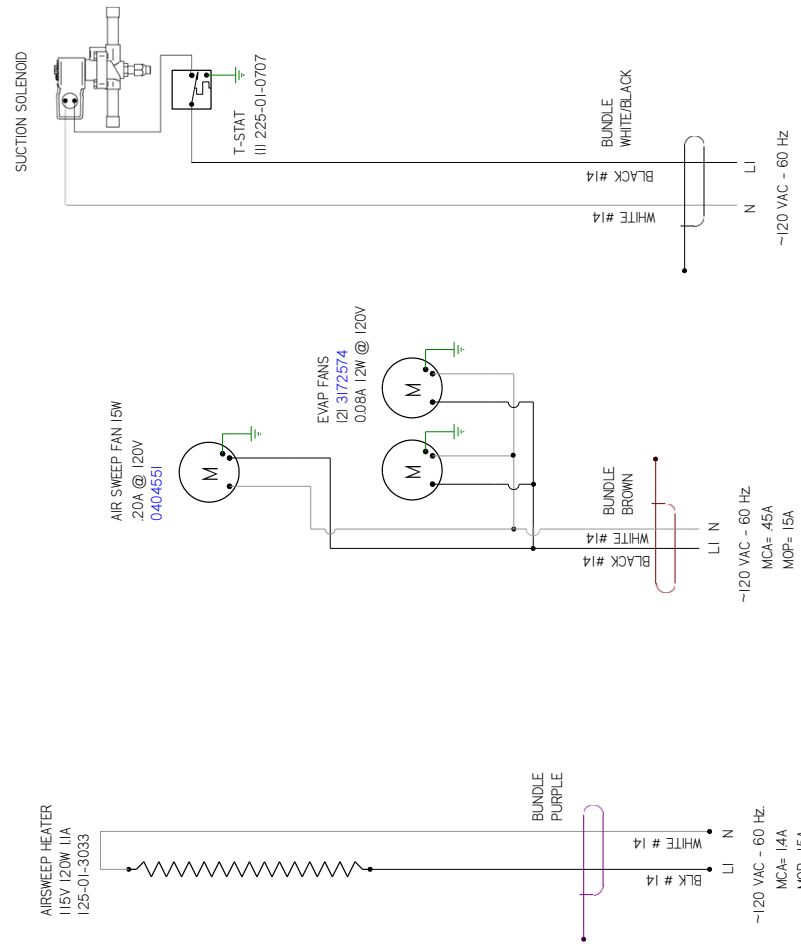 SUCTION SOLENOID
T-STAT
(1) 225-01-0707
BUNDLE
WHITE/BLACK
BLACK #14
WHITE #14
N
L1
~120 VAC - 60 Hz
AIR SWEEP FAN 15W
.20A @ 120V
04045551
M
EVAP FANS
(2) 3172574
0.08A 12W @ 120V
M
M
BUNDLE
BROWN
WHITE #14
BLACK #14
L1
N
~120 VAC - 60 Hz
MCA= .45A
MOP= 15A
AIRSWEEP HEATER
115V 120W 1.1A
125-01-3033
BUNDLE
PURPLE
WHITE # 14
BLK # 14
L1
N
~120 VAC - 60 Hz.
MCA= 1.4A
MOP= 15A